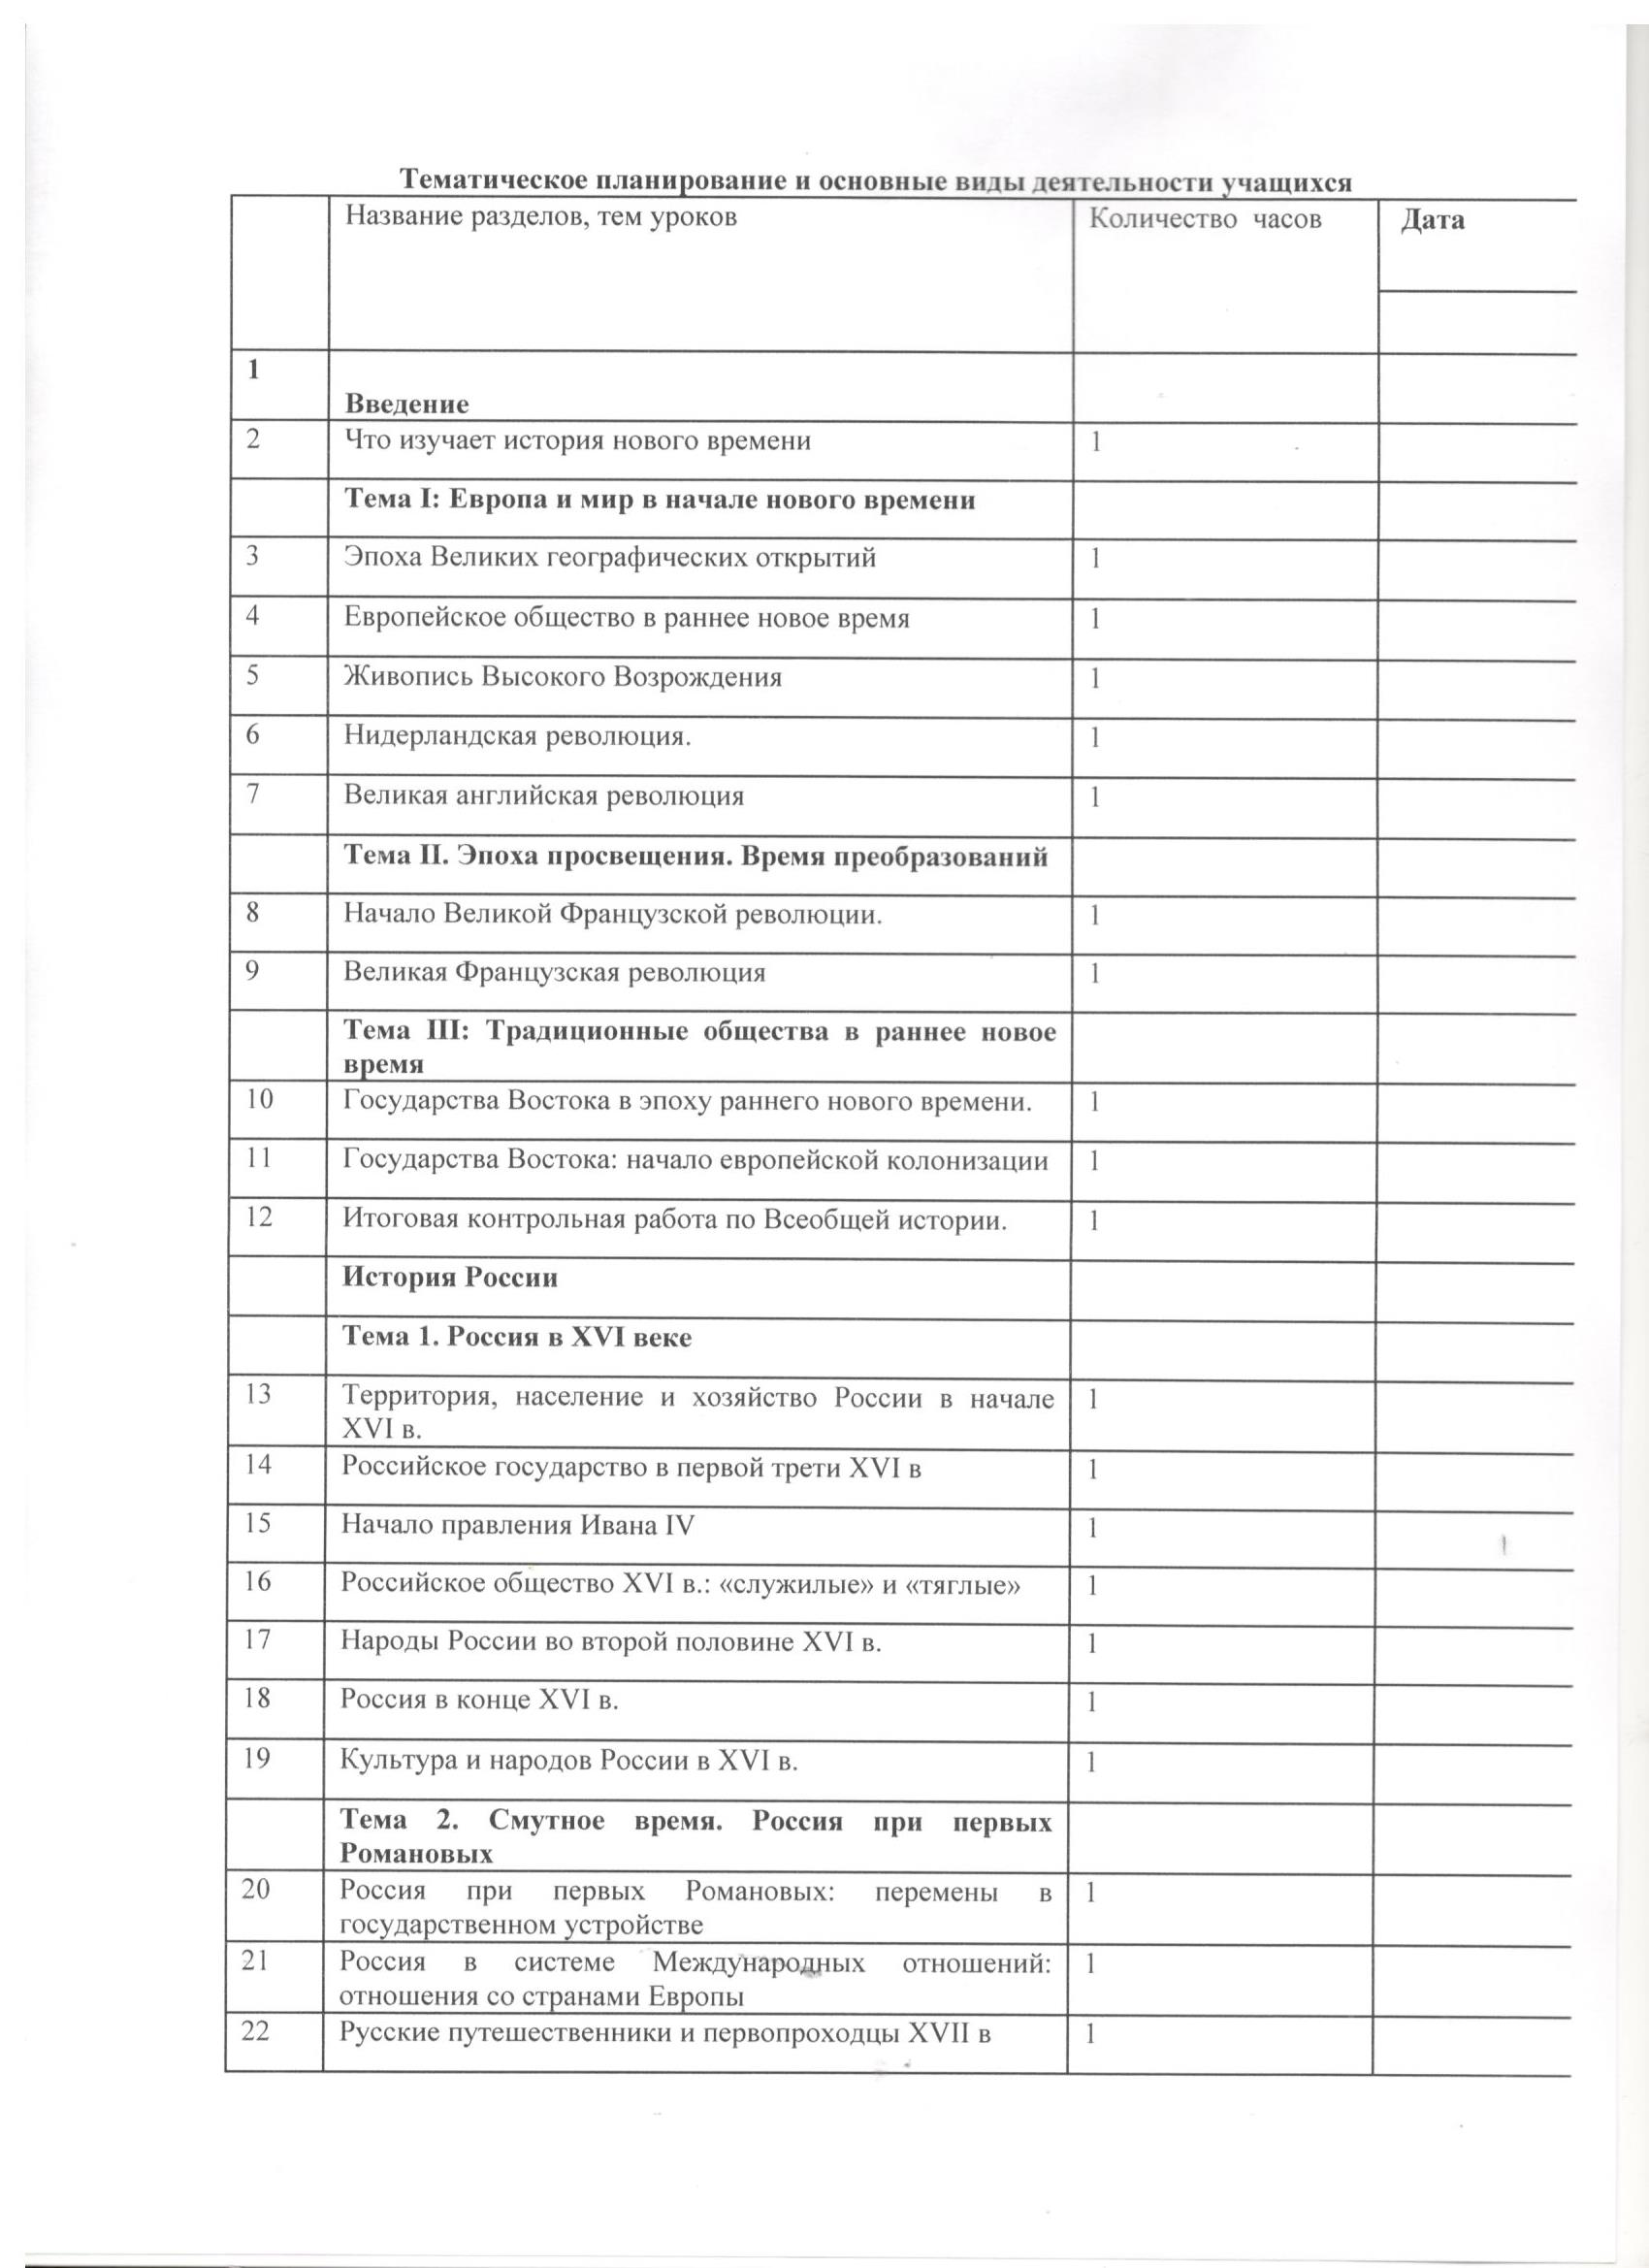 Тематическое планирование и основные виды деятельности учащихся
Название разделов, тем уроков Количество часов Дата
1
Введение
2 Что изучает история нового времени 1
Тема I: Европа и мир в начале нового времени
3 Эпоха Великих географических открытий 1
4 Европейское общество в раннее новое время 1
5 Живопись Высокого Возрождения 1
6 Нидерландская революция. 1
7 Великая английская революция 1
Тема II. Эпоха просвещения. Время преобразований
8 Начало Великой Французской революции. 1
9 Великая Французская революция 1
Тема III: Традиционные общества в раннее новое
время
10 Государства Востока в эпоху раннего нового времени. 1
11 Государства Востока: начало европейской колонизации 1
12 Итоговая контрольная работа по Всеобщей истории. 1
История России
Тема 1. Россия в XVI веке
13 Территория, население и хозяйство России в начале 1
XVI в.
14 Российское государство в первой трети XVI в 1
15 Начало правления Ивана IV 1
16 Российское общество XVI в.: «служилые» и «тяглые» 1
17 Народы России во второй половине XVI в. 1
18 Россия в конце XVI в. 1
19 Культура и народов России в XVI в. 1
Тема 2. Смутное время. Россия при первых
Романовых
20 Россия при первых Романовых: перемены в 1
государственном устройстве
21 Россия в системе Международных отношений: 1
отношения со странами Европы
22 Русские путешественники и первопроходцы XVII в 1